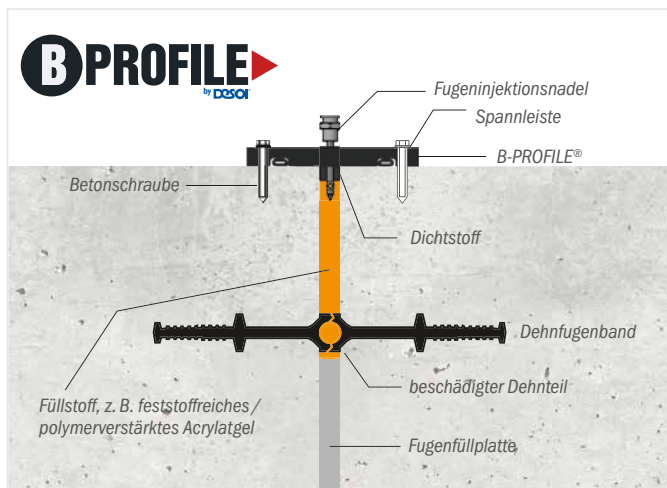 B PROFILE
by DESOI
Fugeninjektionsnadel
Spannleiste
B-PROFILE®
Betonschraube
Dichtstoff
Dehnfugenband
beschädigter Dehnteil
Füllstoff, z. B. feststoffreiches /
polymerverstärktes Acrylatgel
Fugenfüllplatte